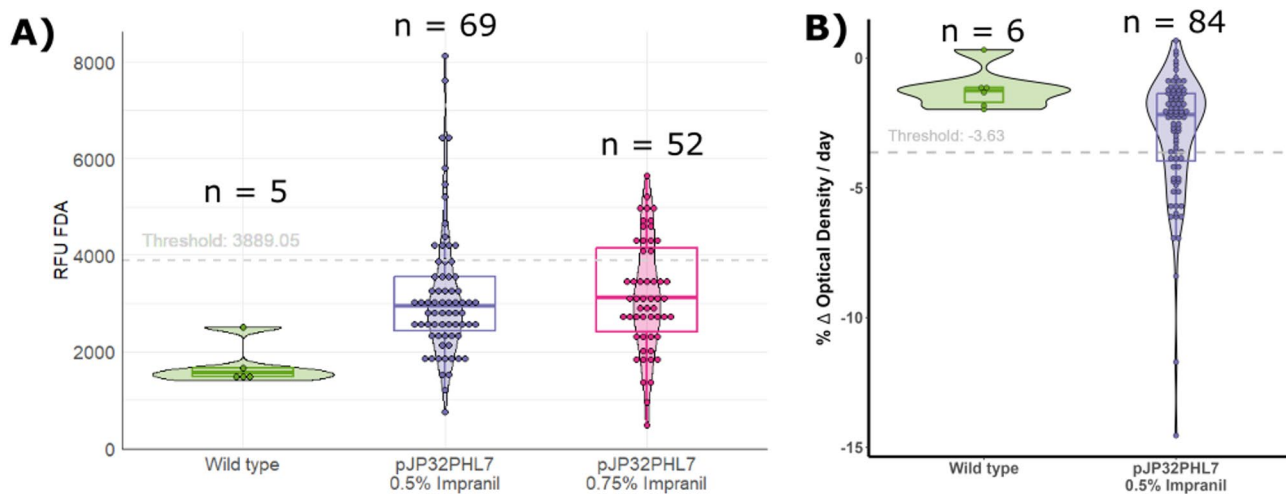 A)
n = 69
n = 5
n = 52
8000
6000
4000
2000
0
RFU FDA
Threshold: 3889.05
Wild type
pJP32PHL7
0.5% Impranil
pJP32PHL7
0.75% Impranil
B)
n = 6
n = 84
0
-5
-10
-15
% Δ Optical Density / day
Threshold: -3.63
Wild type
pJP32PHL7
0.5% Impranil